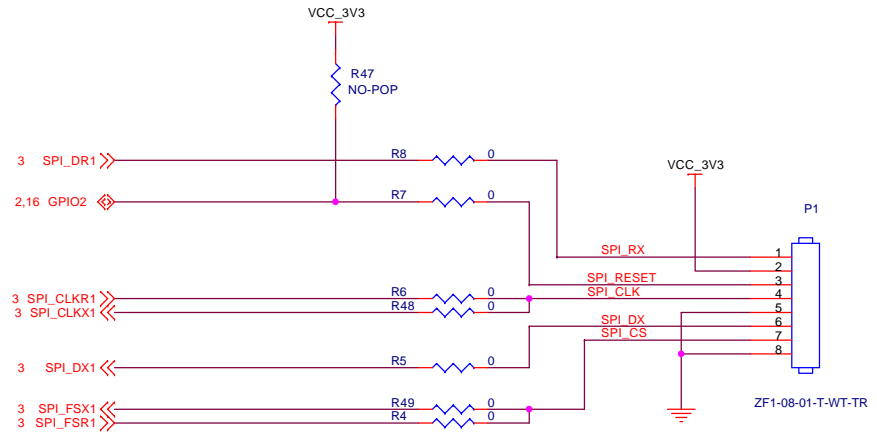 VCC_3V3
R47
NO-POP
3 SPI_DR1 R8 0
VCC_3V3
2,16 GPIO2 R7 0
P1
SPI_RX 1
2
SPI_RESET 3
3 SPI_CLKR1 R6 0 SPI_CLK 4
3 SPI_CLKX1 R48 0 5
SPI_DX 6
SPI_CS 7
8
3 SPI_DX1 R5 0
3 SPI_FSX1 R49 0
3 SPI_FSR1 R4 0
ZF1-08-01-T-WT-TR